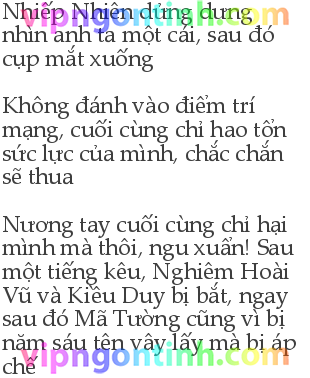 Nhiếp Nhiên dửng dưng
nhìn anh ta một cái, sau đó
cụp mắt xuống
Không đánh vào điểm trí
mạng, cuối cùng chỉ hao tổn
sức lực của mình, chắc chắn
sẽ thua
Nương tay cuối cùng chỉ hại
mình mà thôi, ngu xuẩn! Sau
một tiếng kêu, Nghiêm Hoài
Vũ và Kiều Duy bị bắt, ngay
sau đó Mã Tường cũng vì bị
năm sáu tên vây lấy mà bị áp
chế
vipngontinh.com
vipngontinh.com